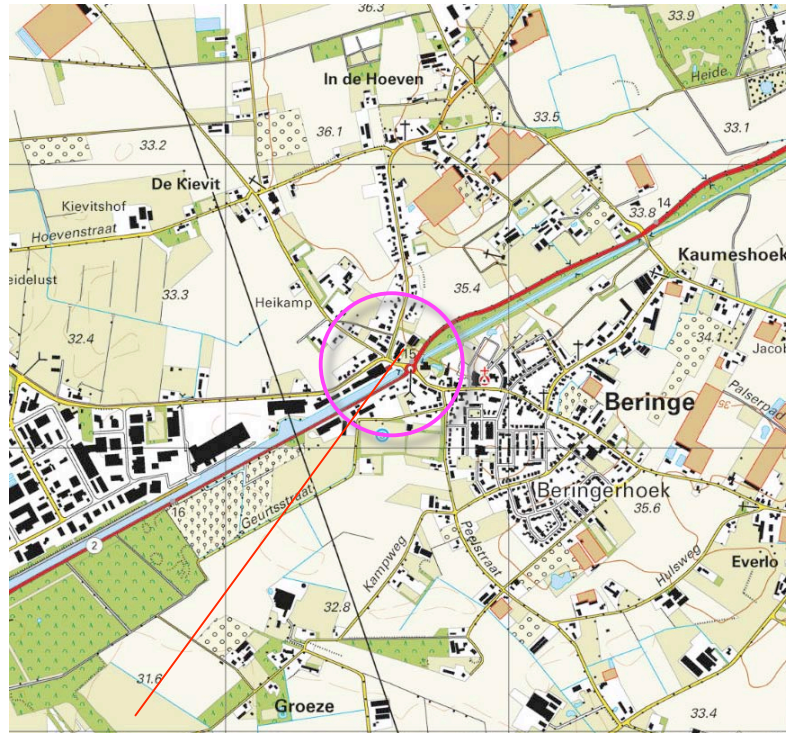 36.3
33.9
In de Hoeven
Heide
33.5
33.1
36.1
33.2
De Kievit
Kievitshof
14
33.8
Hoevenstraat
Kaumeshoek
eidelust
33.3
35.4
Heikamp
32.4
15
34.1
Jacob
Beringe
Palserpad
35
Beringerhoek
16
Geurtsstraat
35.6
2
Kampweg
Peelstraat
Hulsweg
Everlo
32.8
31.6
Groeze
33.4